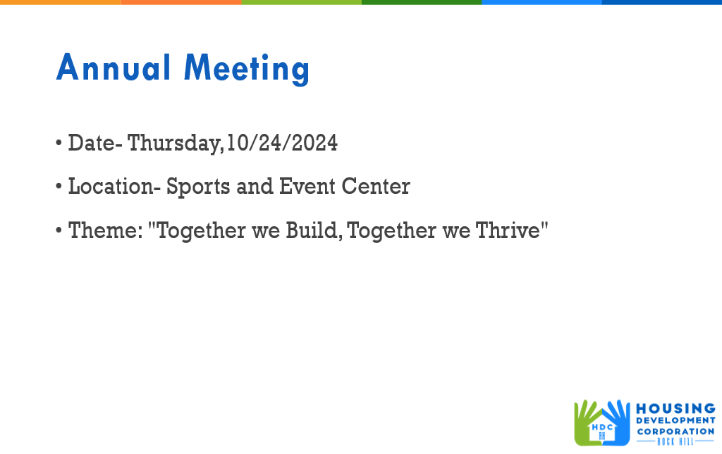 Annual Meeting
• Date- Thursday,10/24/2024
• Location- Sports and Event Center
• Theme: "Together we Build, Together we Thrive"
HDC
HOUSING
DEVELOPMENT
CORPORATION
ROCK HILL